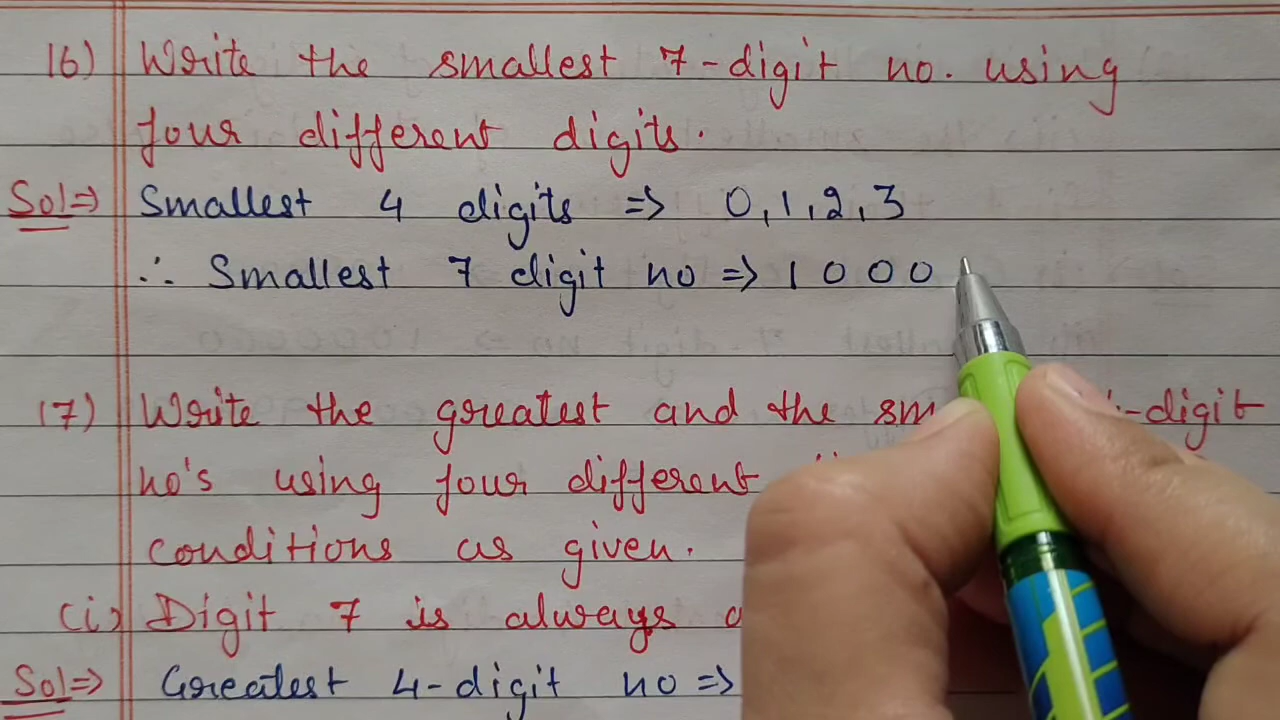 16) Write the smallest 7-digit no. using
four different digits.
Sol=> Smallest 4 digits => 0,1,2,3
∴ Smallest 7 digit no => 1 0 0 0
17) Write the greatest and the -digit
no's using four different
conditions as given.
(i) Digit 7 is always
Sol=> Greatest 4-digit no =>